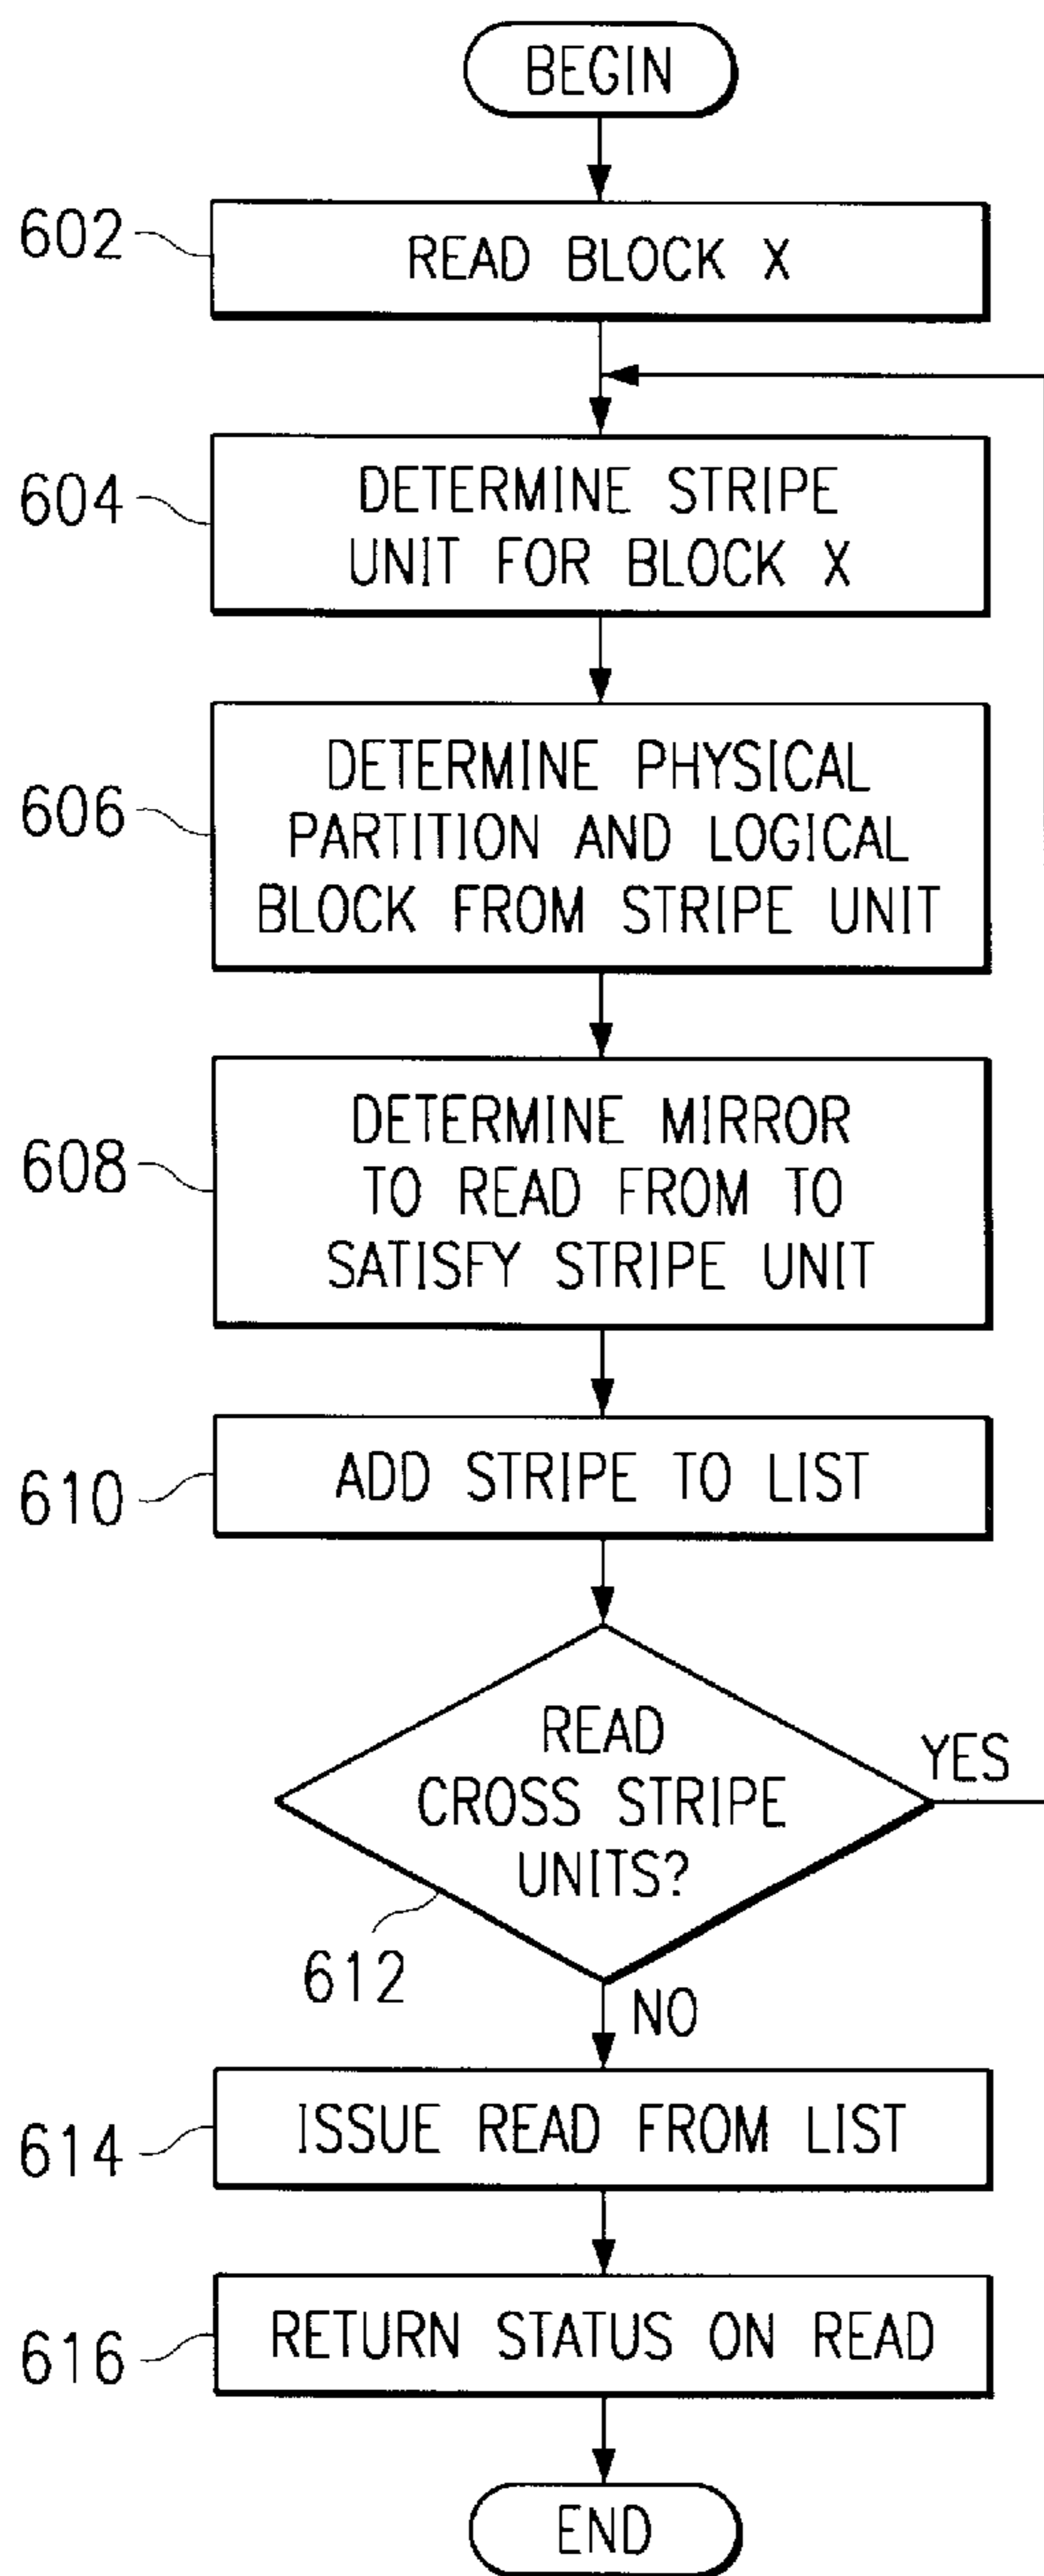 BEGIN
602
READ BLOCK X
604
DETERMINE STRIPE
UNIT FOR BLOCK X
606
DETERMINE PHYSICAL
PARTITION AND LOGICAL
BLOCK FROM STRIPE UNIT
608
DETERMINE MIRROR
TO READ FROM TO
SATISFY STRIPE UNIT
610
ADD STRIPE TO LIST
READ
CROSS STRIPE
UNITS?
YES
612
NO
614
ISSUE READ FROM LIST
616
RETURN STATUS ON READ
END